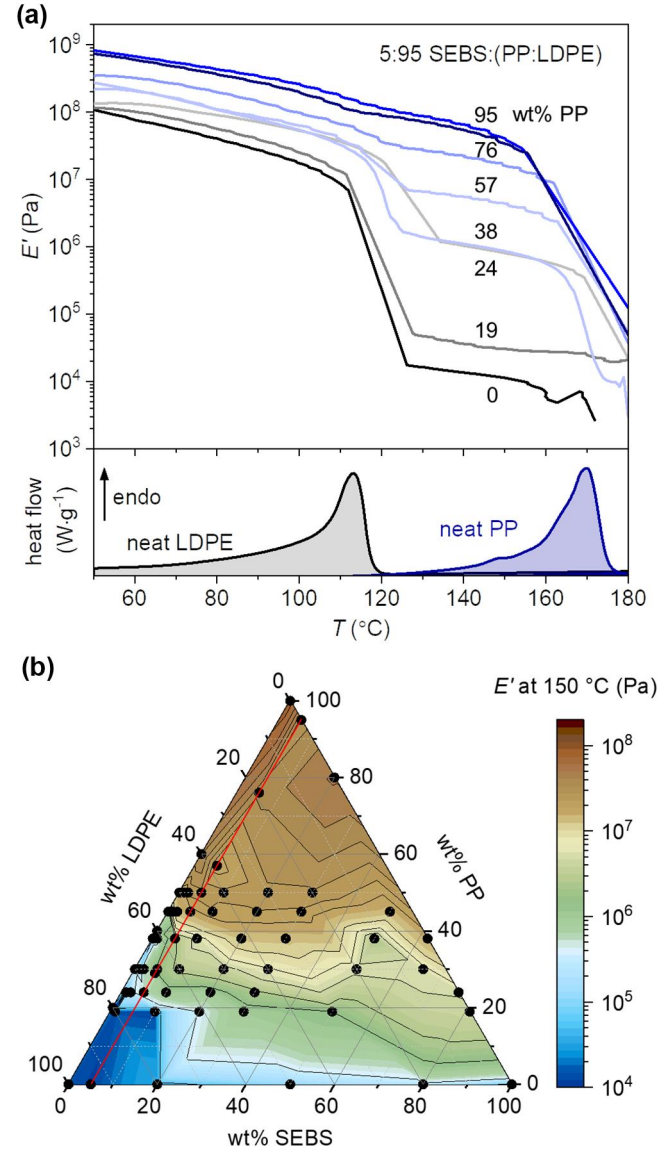 (a)
10⁹
10⁸
10⁷
10⁶
10⁵
10⁴
10³
E' (Pa)
5:95 SEBS:(PP:LDPE)
95 wt% PP
76
57
38
24
19
0
heat flow
(W·g⁻¹)
endo
neat LDPE
neat PP
60 80 100 120 140 160 180
T (°C)
(b)
E' at 150 °C (Pa)
0 100
20 80
40 60
60 40
80 20
100 0
wt% LDPE
wt% PP
0 20 40 60 80 100
wt% SEBS
10⁸
10⁷
10⁶
10⁵
10⁴